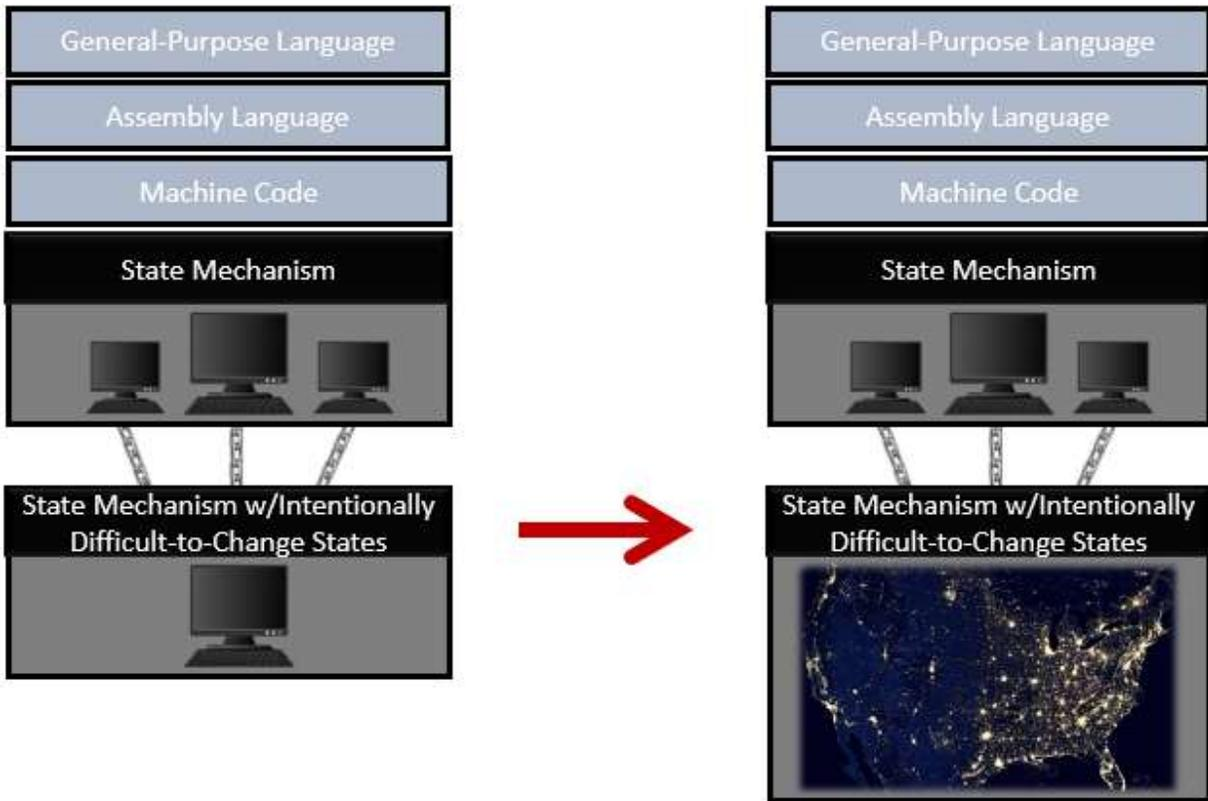 General-Purpose Language
Assembly Language
Machine Code
State Mechanism
State Mechanism w/Intentionally
Difficult-to-Change States
General-Purpose Language
Assembly Language
Machine Code
State Mechanism
State Mechanism w/Intentionally
Difficult-to-Change States